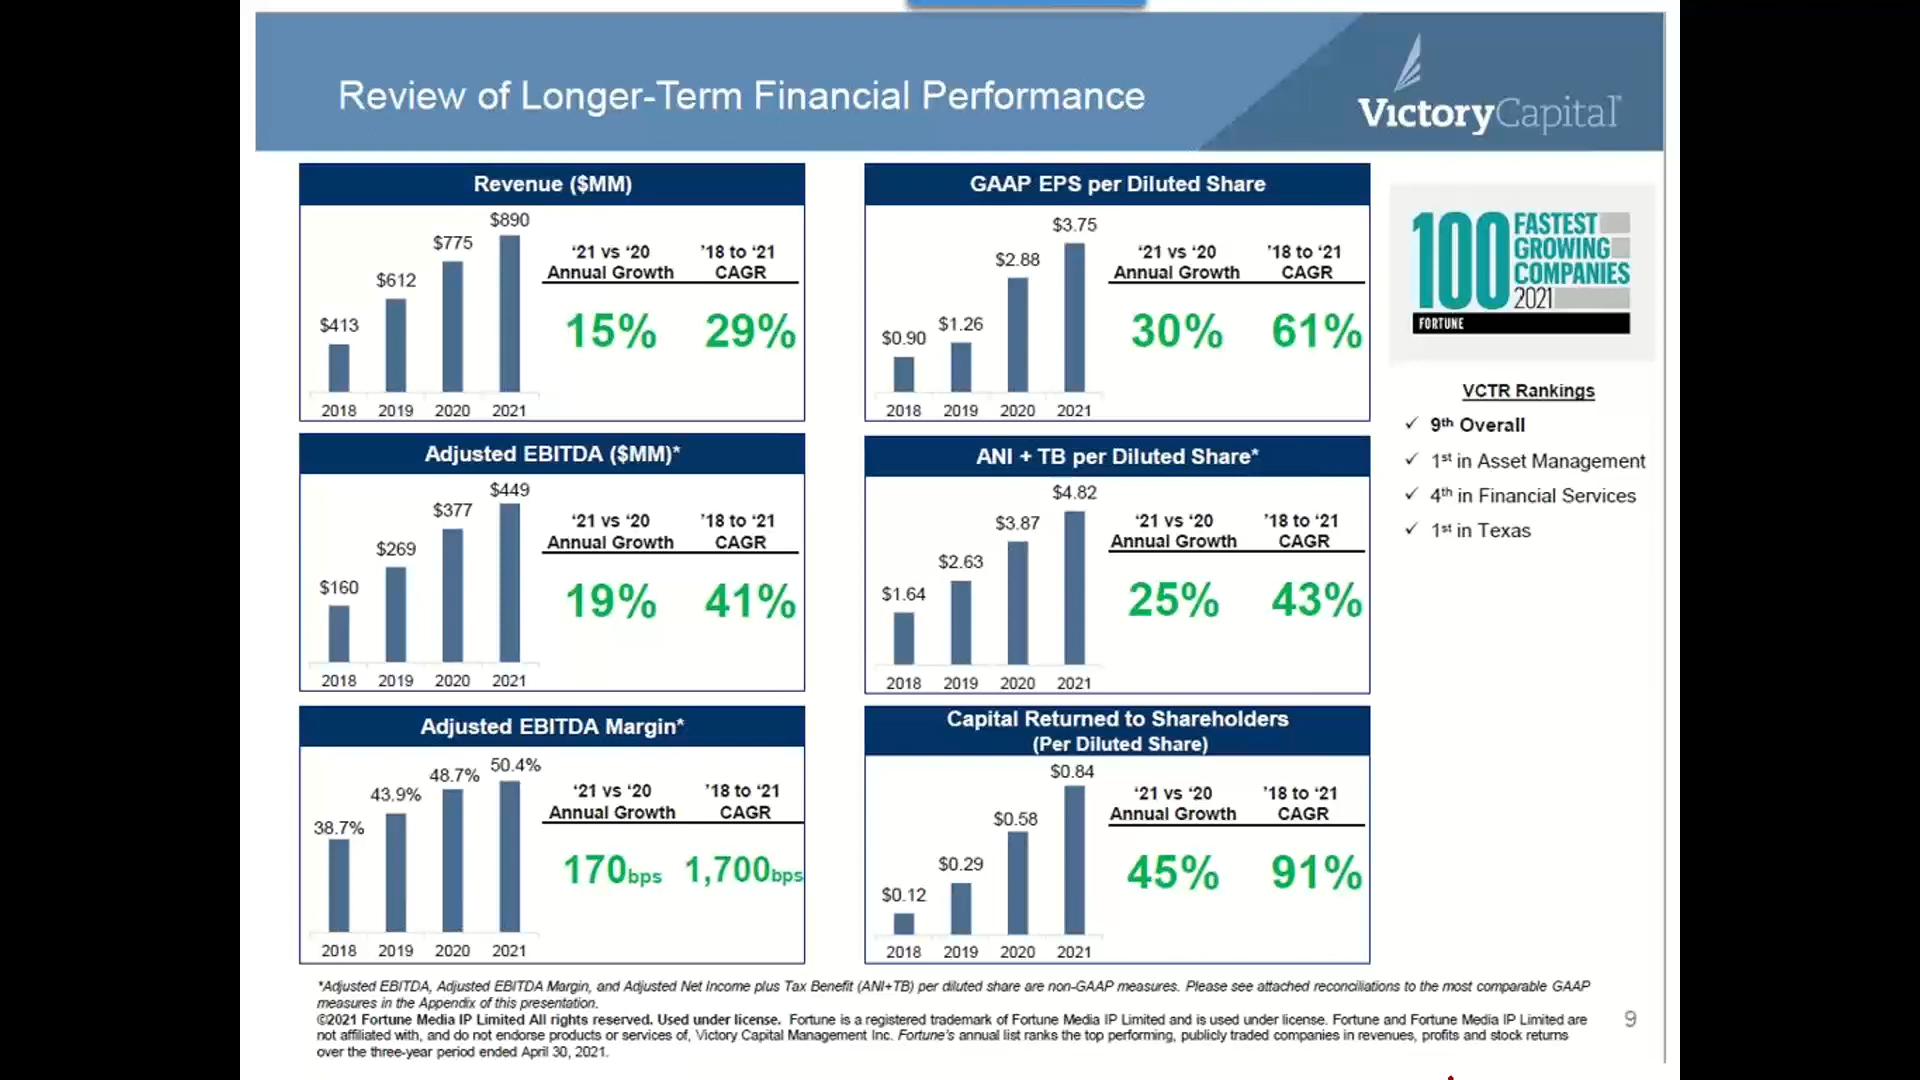 Review of Longer-Term Financial Performance
VictoryCapital
Revenue ($MM)
$413
$612
$775
$890
2018 2019 2020 2021
‘21 vs ‘20
Annual Growth
’18 to ‘21
CAGR
15% 29%
GAAP EPS per Diluted Share
$0.90
$1.26
$2.88
$3.75
2018 2019 2020 2021
‘21 vs ‘20
Annual Growth
’18 to ‘21
CAGR
30% 61%
100 FASTEST
GROWING
COMPANIES
2021
FORTUNE
VCTR Rankings
✓ 9th Overall
✓ 1st in Asset Management
✓ 4th in Financial Services
✓ 1st in Texas
Adjusted EBITDA ($MM)*
$160
$269
$377
$449
2018 2019 2020 2021
‘21 vs ‘20
Annual Growth
’18 to ‘21
CAGR
19% 41%
ANI + TB per Diluted Share*
$1.64
$2.63
$3.87
$4.82
2018 2019 2020 2021
‘21 vs ‘20
Annual Growth
’18 to ‘21
CAGR
25% 43%
Adjusted EBITDA Margin*
38.7%
43.9%
48.7%
50.4%
2018 2019 2020 2021
‘21 vs ‘20
Annual Growth
’18 to ‘21
CAGR
170bps 1,700bps
Capital Returned to Shareholders
(Per Diluted Share)
$0.12
$0.29
$0.58
$0.84
2018 2019 2020 2021
‘21 vs ‘20
Annual Growth
’18 to ‘21
CAGR
45% 91%
*Adjusted EBITDA, Adjusted EBITDA Margin, and Adjusted Net Income plus Tax Benefit (ANI+TB) per diluted share are non-GAAP measures. Please see attached reconciliations to the most comparable GAAP
measures in the Appendix of this presentation.
©2021 Fortune Media IP Limited All rights reserved. Used under license. Fortune is a registered trademark of Fortune Media IP Limited and is used under license. Fortune and Fortune Media IP Limited are
not affiliated with, and do not endorse products or services of, Victory Capital Management Inc. Fortune’s annual list ranks the top performing, publicly traded companies in revenues, profits and stock returns
over the three-year period ended April 30, 2021.
9